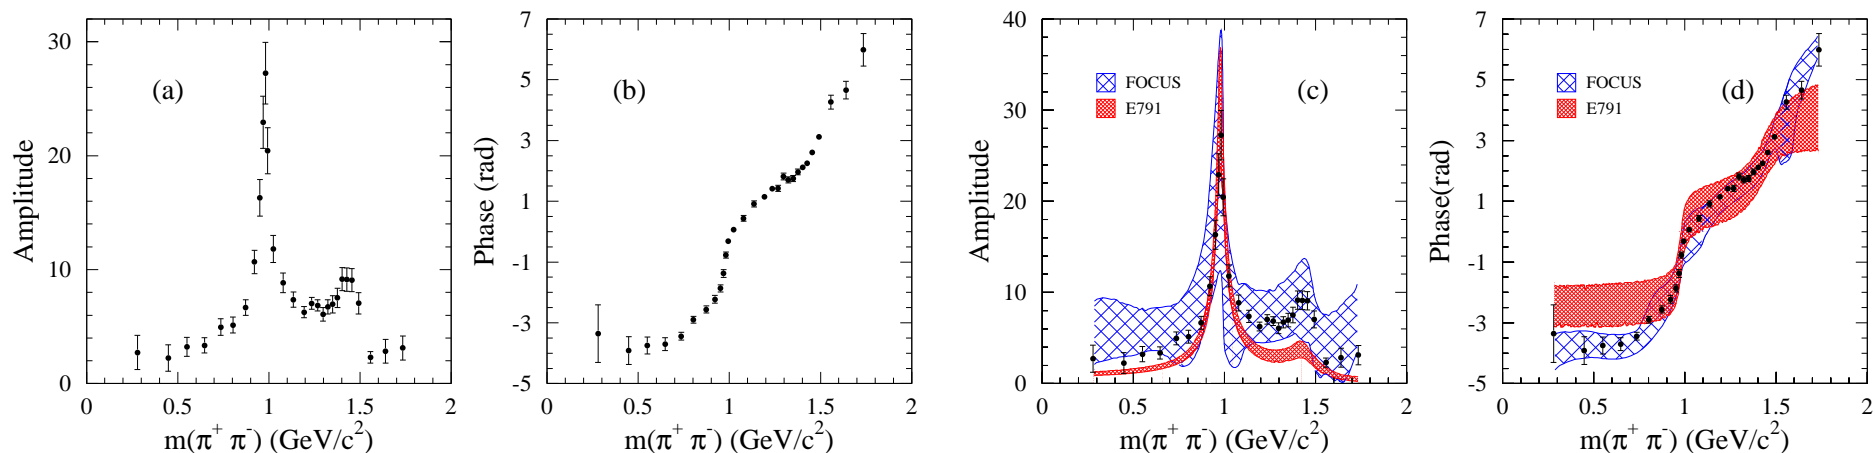 Amplitude
30
20
10
0
(a)
0 0.5 1 1.5 2
m(π⁺ π⁻) (GeV/c²)
Phase (rad)
7
5
3
1
-1
-3
-5
(b)
0 0.5 1 1.5 2
m(π⁺ π⁻) (GeV/c²)
Amplitude
40
30
20
10
0
FOCUS
E791
(c)
0 0.5 1 1.5 2
m(π⁺ π⁻) (GeV/c²)
Phase(rad)
7
5
3
1
-1
-3
-5
FOCUS
E791
(d)
0 0.5 1 1.5 2
m(π⁺ π⁻) (GeV/c²)